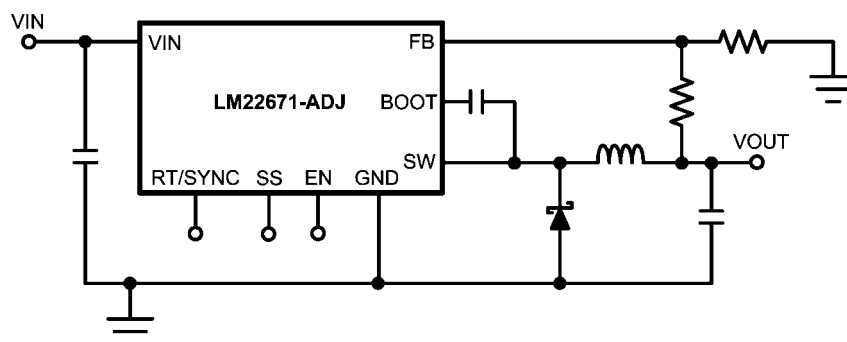 VIN
VIN
FB
LM22671-ADJ
BOOT
SW
VOUT
RT/SYNC
SS
EN
GND